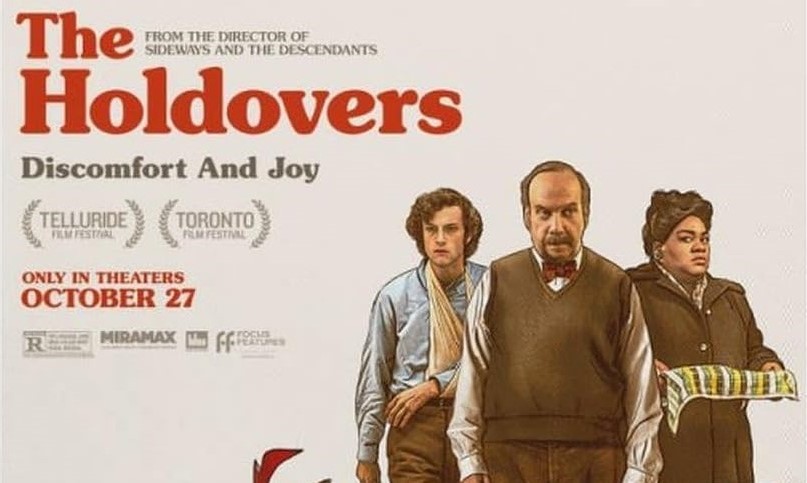 The
FROM THE DIRECTOR OF
SIDEWAYS AND THE DESCENDANTS
Holdovers
Discomfort And Joy
TELLURIDE
FILM FESTIVAL
TORONTO
FILM FESTIVAL
ONLY IN THEATERS
OCTOBER 27
R
MIRAMAX
ff FOCUS
FEATURES